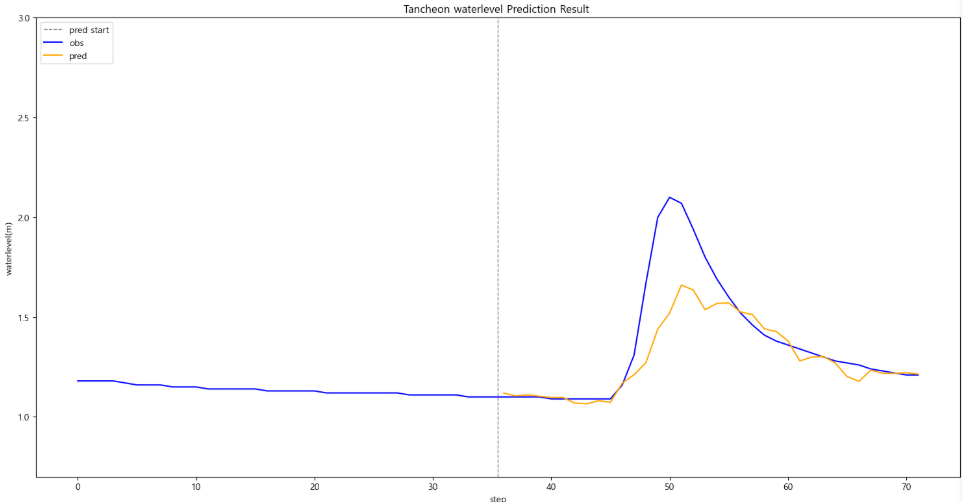 Tancheon waterlevel Prediction Result
pred start
obs
pred
waterlevel(m)
3.0
2.5
2.0
1.5
1.0
0 10 20 30 40 50 60 70
step